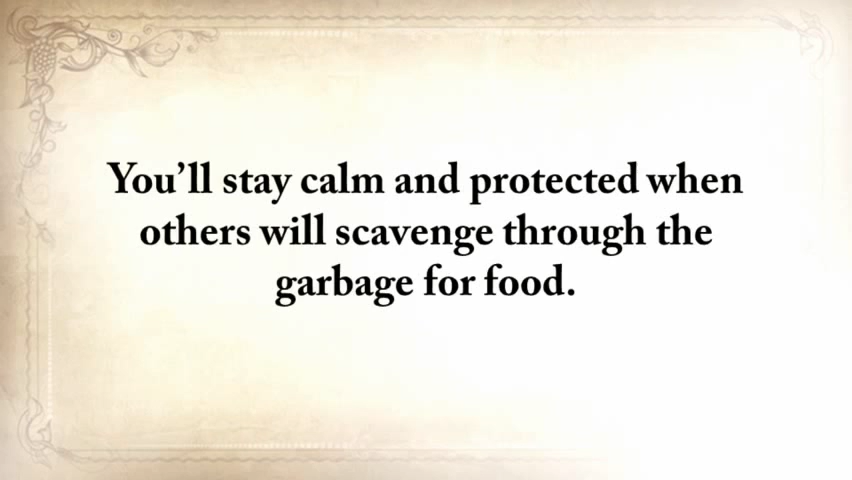 You’ll stay calm and protected when
others will scavenge through the
garbage for food.